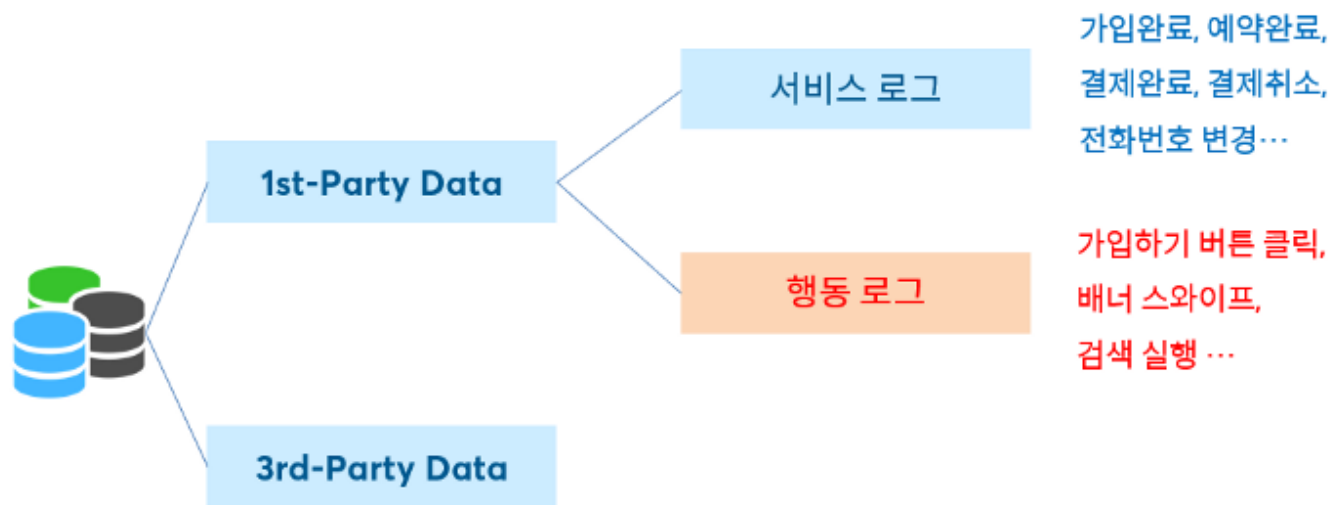 가입완료, 예약완료,
서비스 로그
결제완료, 결제취소,
전화번호 변경…
1st-Party Data
가입하기 버튼 클릭,
행동 로그
배너 스와이프,
검색 실행 …
3rd-Party Data